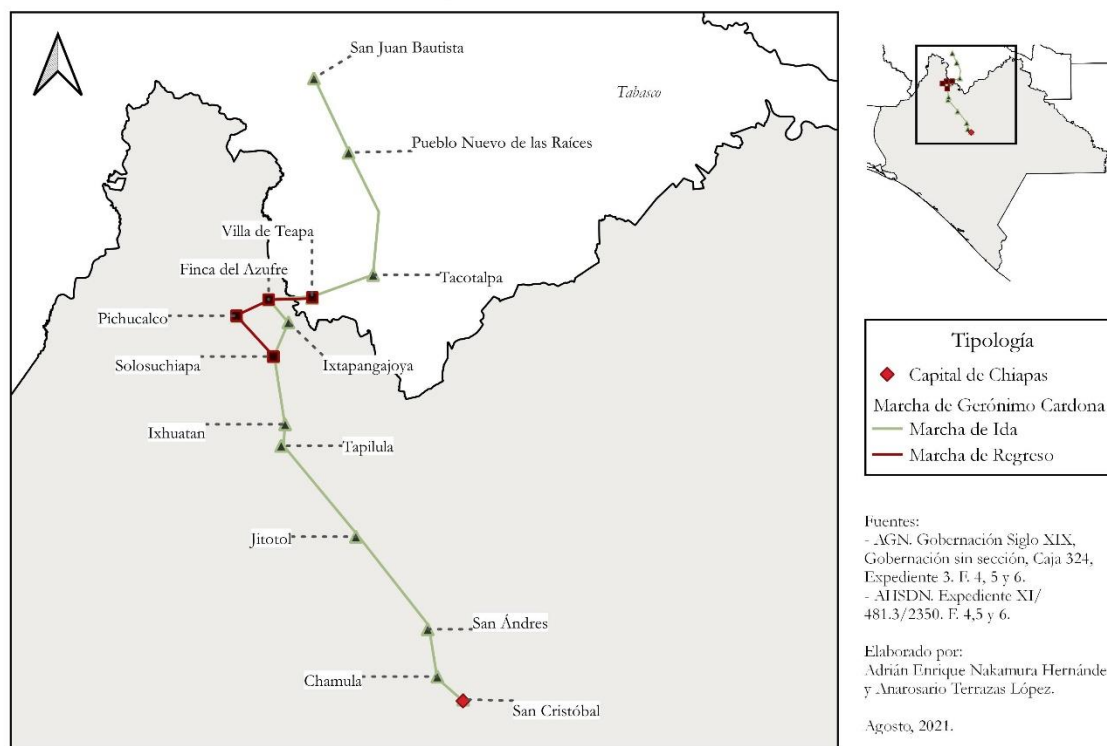 San Juan Bautista
Tabasco
Pueblo Nuevo de las Raíces
Villa de Teapa
Finca del Azufre
Tacotalpa
Pichucalco
Solosuchiapa
Ixtapangajoya
Ixhuatan
Tapilula
Jitotol
San Ándres
Chamula
San Cristóbal
Tipología
Capital de Chiapas
Marcha de Gerónimo Cardona
Marcha de Ida
Marcha de Regreso
Fuentes:
- AGN. Gobernación Siglo XIX,
Gobernación sin sección, Caja 324,
Expediente 3. F. 4, 5 y 6.
- AHSDN. Expediente XI/
481.3/2350. F. 4,5 y 6.
Elaborado por:
Adrián Enrique Nakamura Hernánde
y Anarosario Terrazas López.
Agosto, 2021.